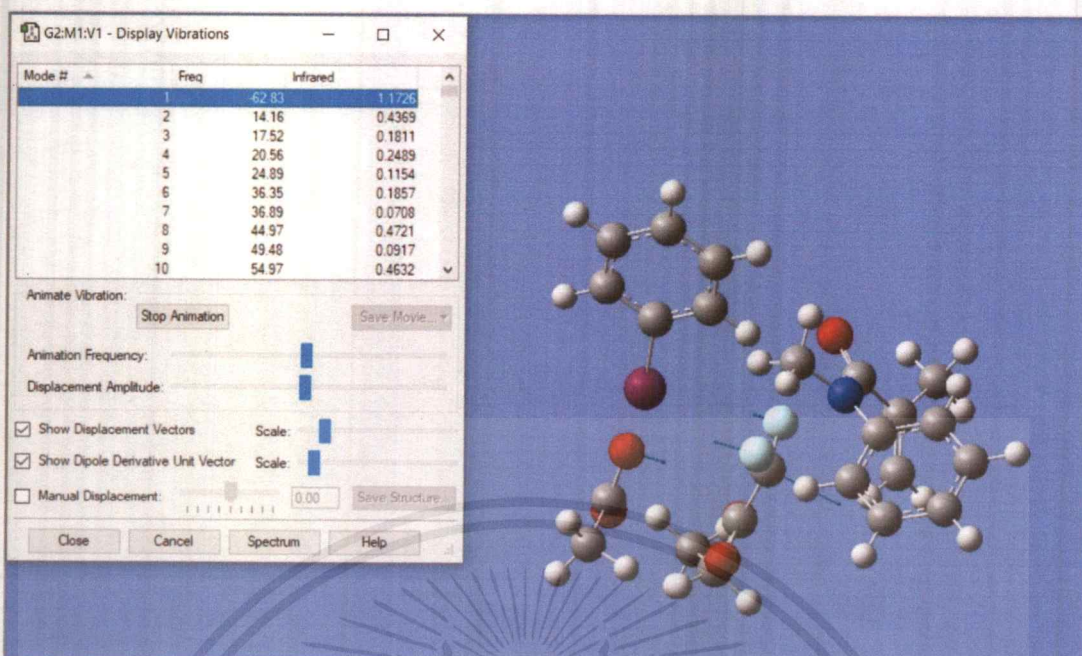 G2:M1:V1 - Display Vibrations
Mode # Freq Infrared
1 -62.83 1.1726
2 14.16 0.4369
3 17.52 0.1811
4 20.56 0.2489
5 24.89 0.1154
6 36.35 0.1857
7 36.89 0.0708
8 44.97 0.4721
9 49.48 0.0917
10 54.97 0.4632
Animate Vibration:
Stop Animation Save Movie...
Animation Frequency:
Displacement Amplitude:
Show Displacement Vectors Scale:
Show Dipole Derivative Unit Vector Scale:
Manual Displacement: 0.00 Save Structure...
Close Cancel Spectrum Help